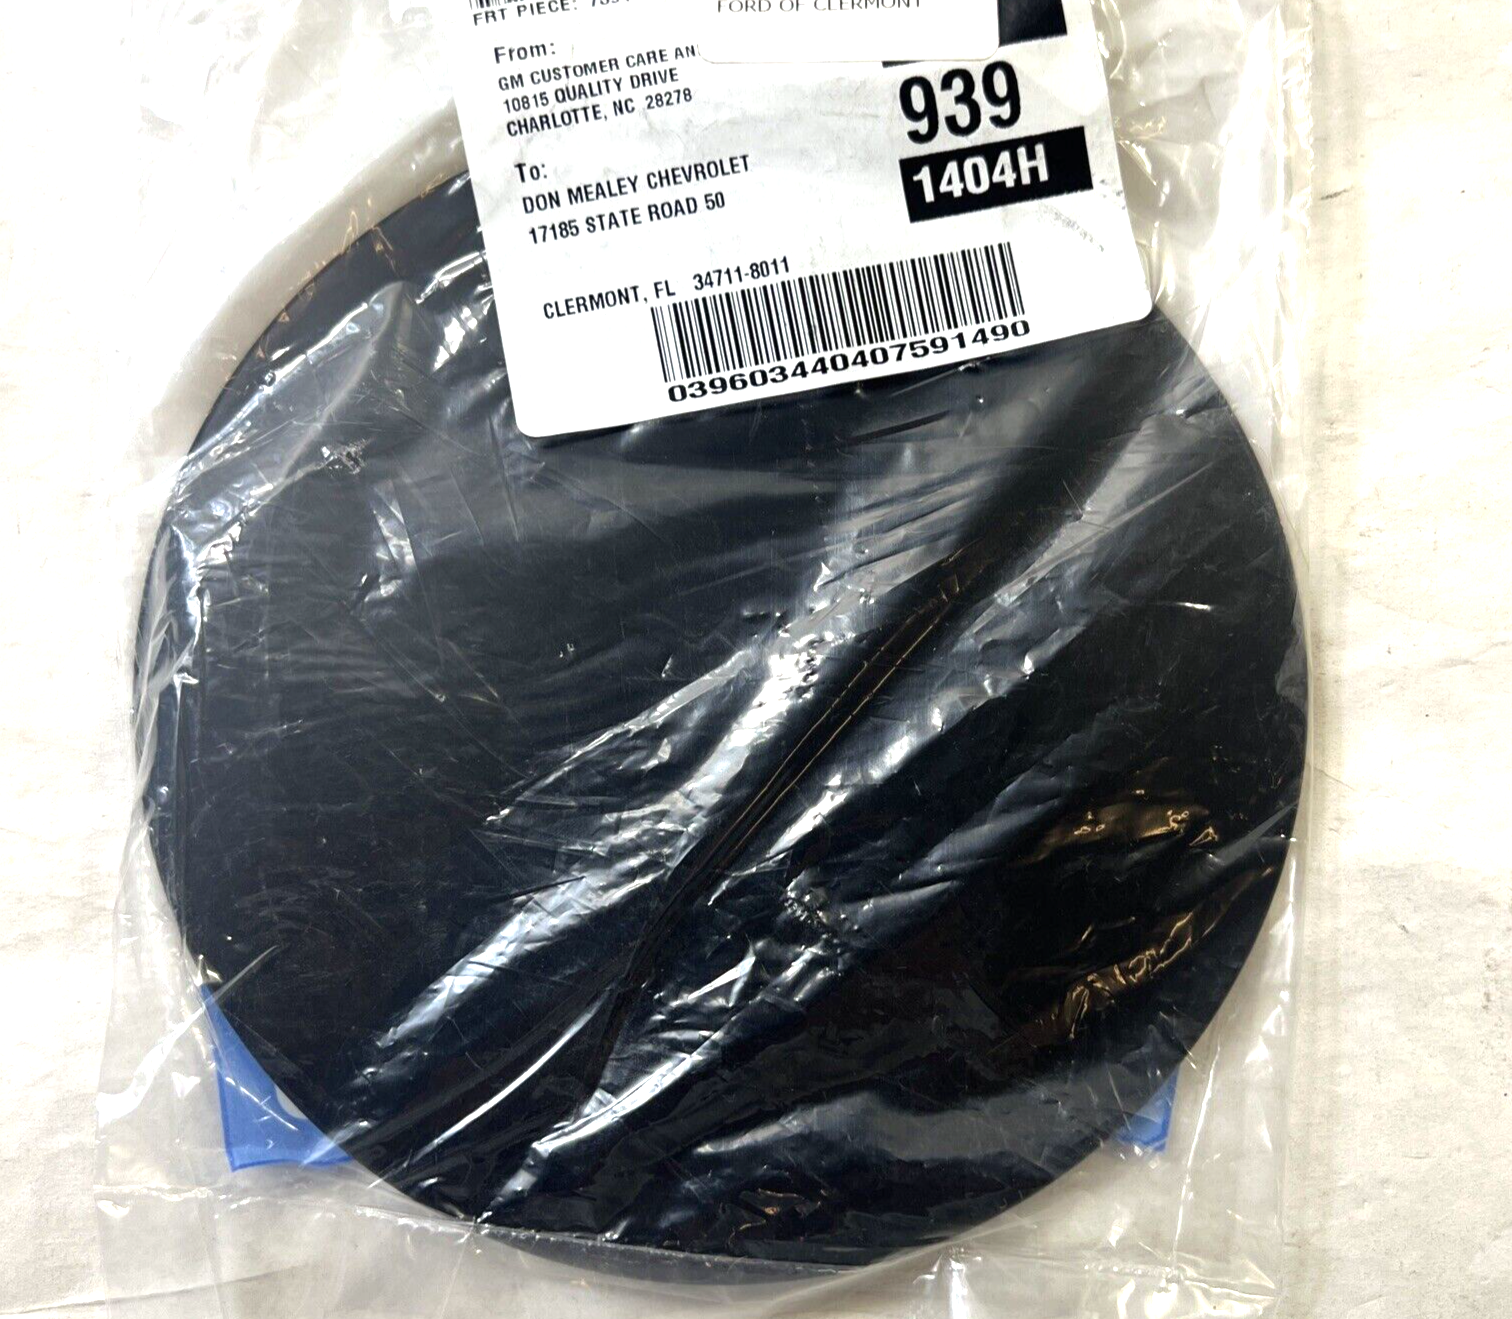 FRT PIECE:
FORD OF CLERMONT
From:
GM CUSTOMER CARE AN
10815 QUALITY DRIVE
CHARLOTTE, NC 28278
939
1404H
To:
DON MEALEY CHEVROLET
17185 STATE ROAD 50
CLERMONT, FL 34711-8011
039603440407591490